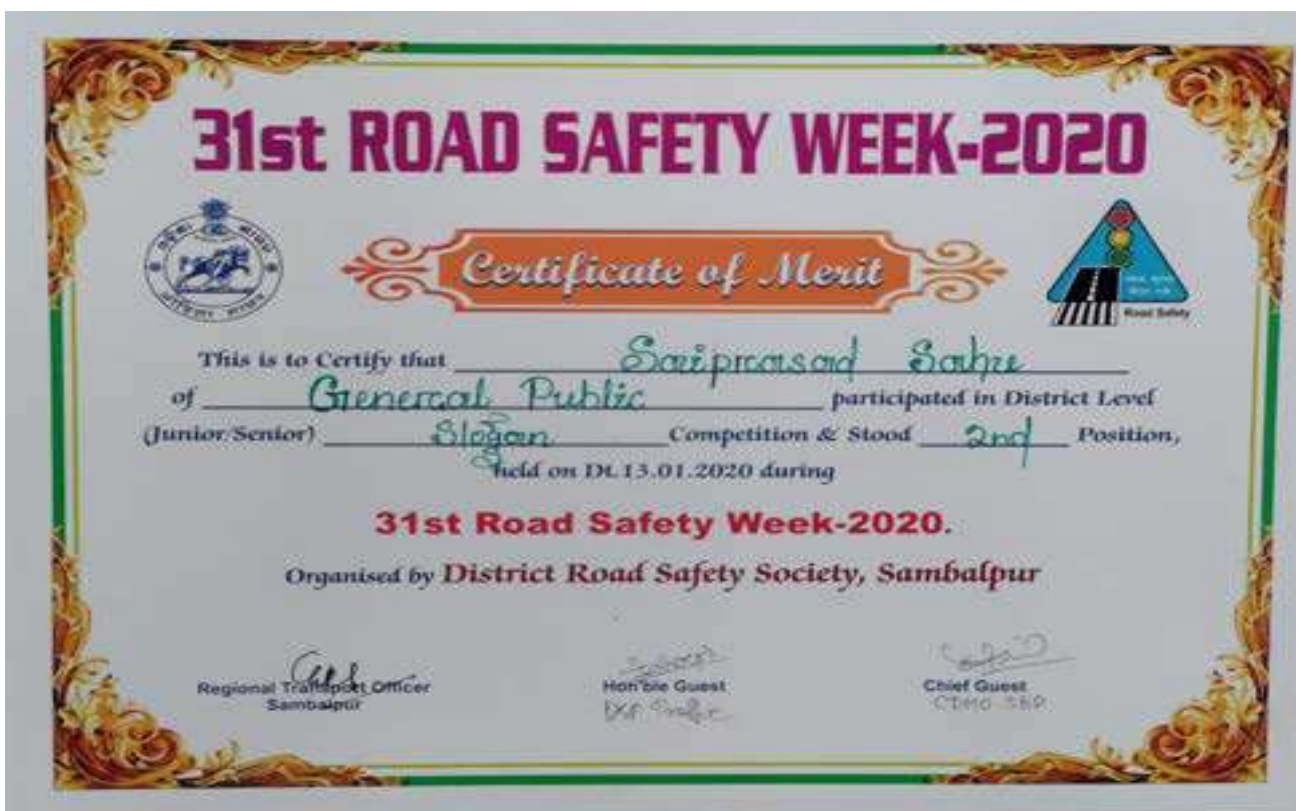 31st ROAD SAFETY WEEK-2020
Certificate of Merit
Road Safety
This is to Certify that Saiprasad Sahu
of General Public participated in District Level
(Junior/Senior) Slogan Competition & Stood 2nd Position,
held on Dt.13.01.2020 during
31st Road Safety Week-2020.
Organised by District Road Safety Society, Sambalpur
Regional Transport Officer
Sambalpur
Hon'ble Guest
Chief Guest
CDMO SBP